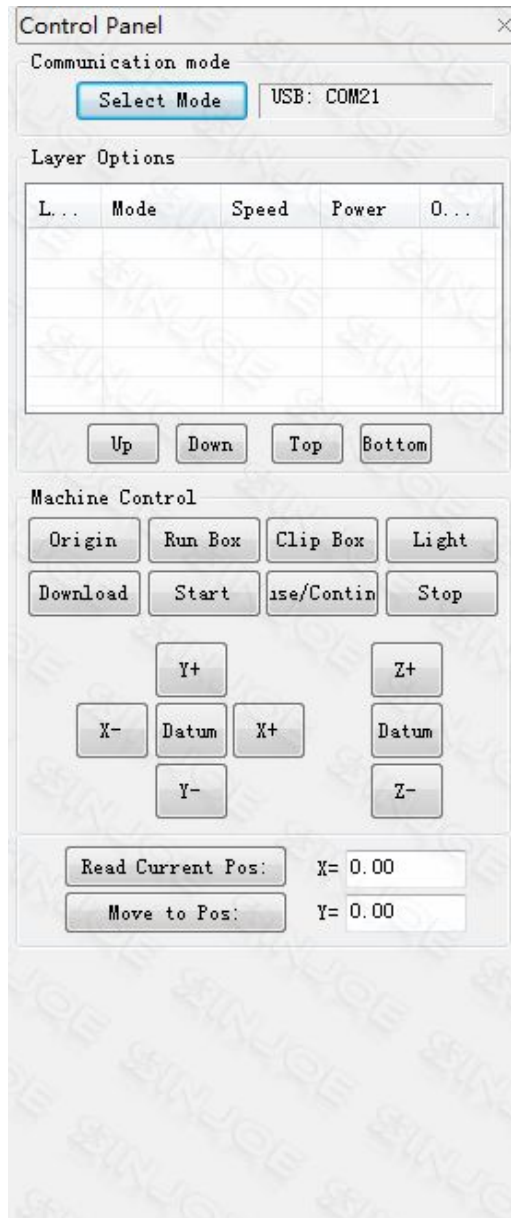 Control Panel
Communication mode
Select Mode USB: COM21
Layer Options
L... Mode Speed Power O...
Up Down Top Bottom
Machine Control
Origin Run Box Clip Box Light
Download Start use/Contin Stop
Y+ Z+
X- Datum X+ Datum
Y- Z-
Read Current Pos: X= 0.00
Move to Pos: Y= 0.00